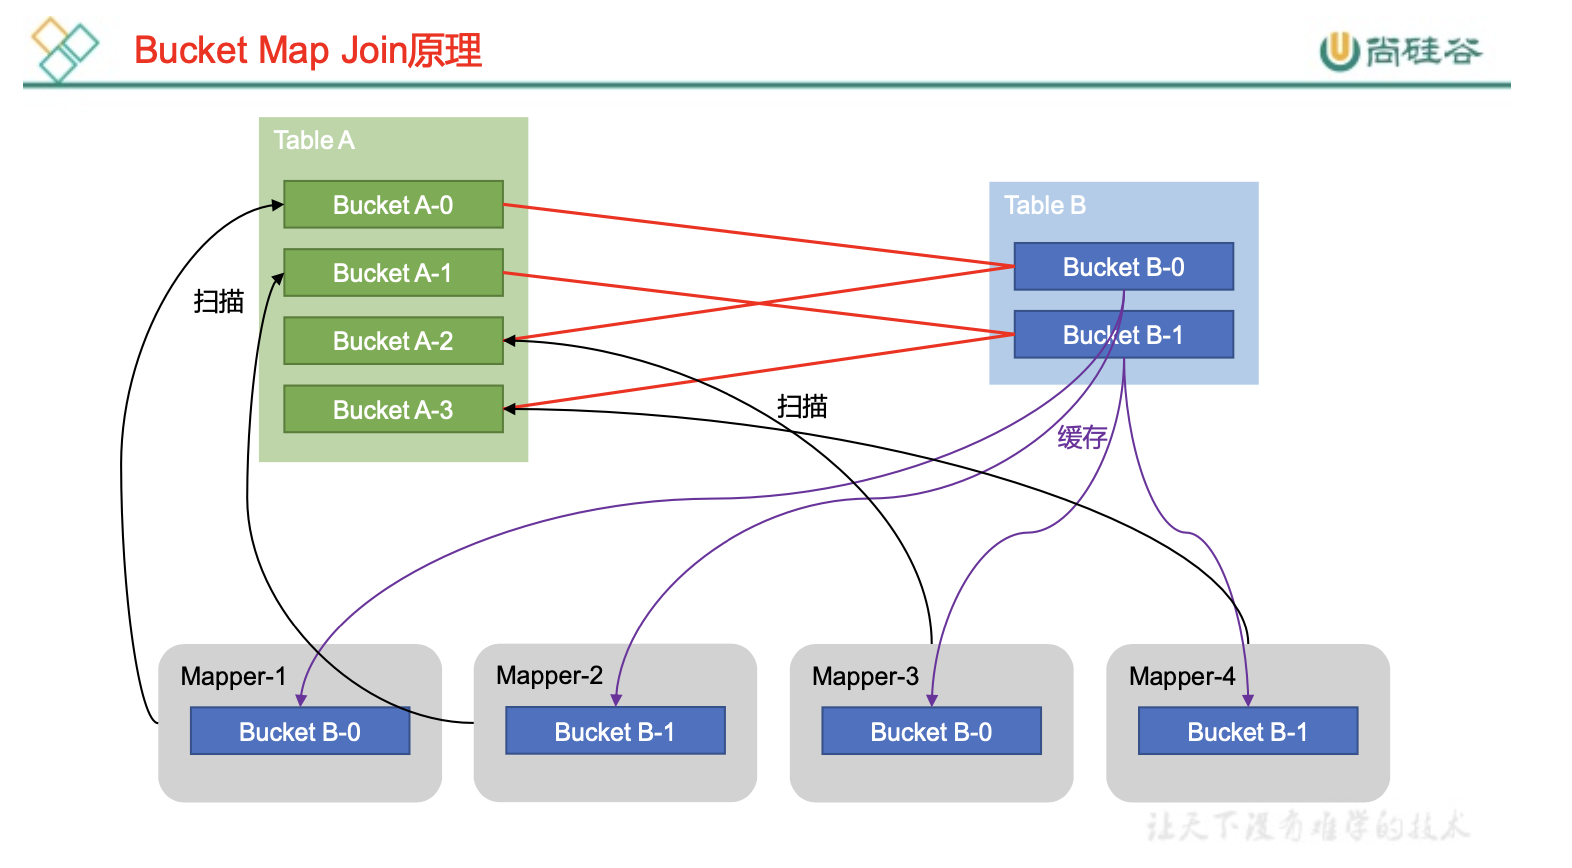 Bucket Map Join原理
尚硅谷
Table A
Bucket A-0
Bucket A-1
Bucket A-2
Bucket A-3
Table B
Bucket B-0
Bucket B-1
扫描
扫描
缓存
Mapper-1
Bucket B-0
Mapper-2
Bucket B-1
Mapper-3
Bucket B-0
Mapper-4
Bucket B-1
让天下没有难学的技术